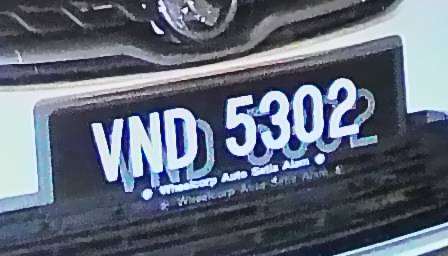 VND 5302
Wheelcorp Auto Setia Alam